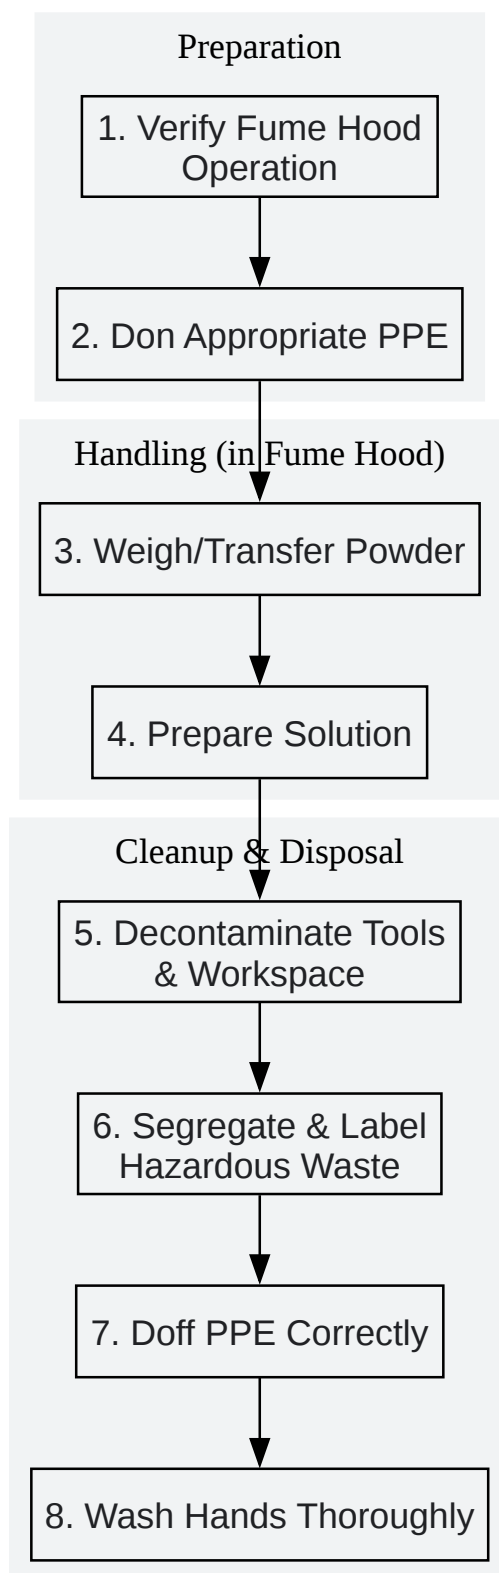 Preparation
1. Verify Fume Hood
Operation
2. Don Appropriate PPE
Handling (in Fume Hood)
3. Weigh/Transfer Powder
4. Prepare Solution
Cleanup & Disposal
5. Decontaminate Tools
& Workspace
6. Segregate & Label
Hazardous Waste
7. Doff PPE Correctly
8. Wash Hands Thoroughly